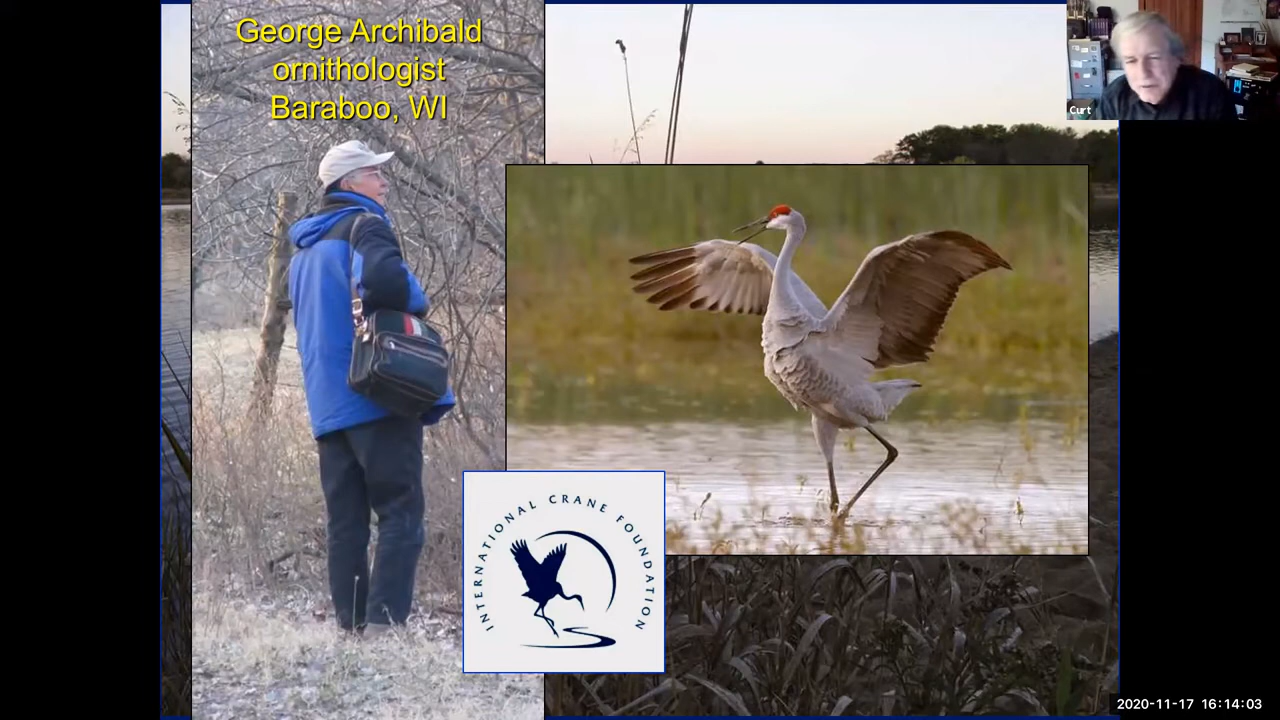 George Archibald
ornithologist
Baraboo, WI
Curt
INTERNATIONAL CRANE FOUNDATION
2020-11-17 16:14:03